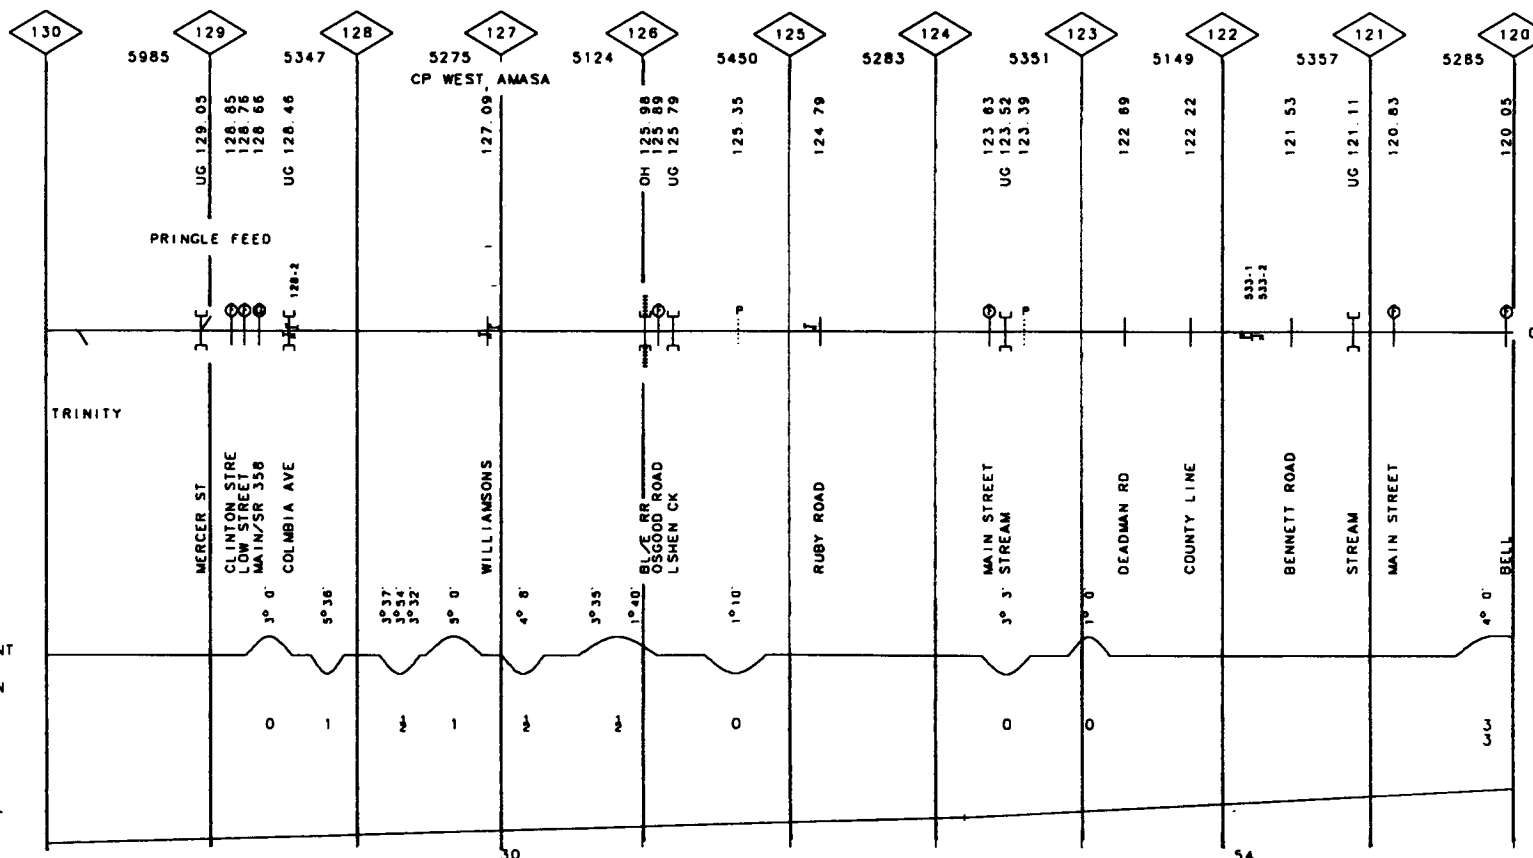 130 129 128 127 126 125 124 123 122 121 120
5985 5347 5275 5124 5450 5283 5351 5149 5357 5285
CP WEST, AMASA
UG 129.05
128.85
128.76
128.66
UG 128.46
127.09
OH 125.98
125.89
UG 125.79
125.35
124.79
123.63
UG 123.52
123.39
122.69
122.22
121.53
UG 121.11
120.83
120.05
PRINGLE FEED
128-2
533-1
533-2
P
P
TRINITY
MERCER ST
CLINTON STRE
LOW STREET
MAIN/SR 358
COLMBIA AVE
WILLIAMSONS
BL/E RR
OSGOOD ROAD
LSHEN CK
RUBY ROAD
MAIN STREET
STREAM
DEADMAN RD
COUNTY LINE
BENNETT ROAD
STREAM
MAIN STREET
BELL
3° 0'
5° 36'
3° 37'
3° 54'
3° 32'
5° 0'
4° 8'
3° 35'
1° 40'
1° 10'
3° 3'
1° 0'
4° 0'
NT
N
0 1 1 0 0 0 3
3
.30 .54